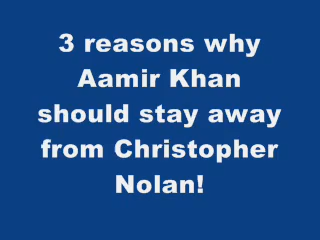 3 reasons why
Aamir Khan
should stay away
from Christopher
Nolan!